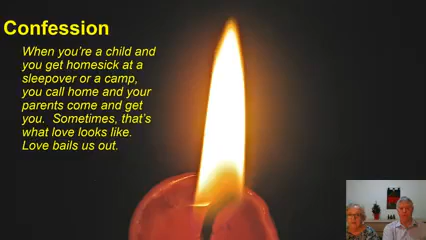 Confession
When you're a child and
you get homesick at a
sleepover or a camp,
you call home and your
parents come and get
you.  Sometimes, that's
what love looks like.
Love bails us out.